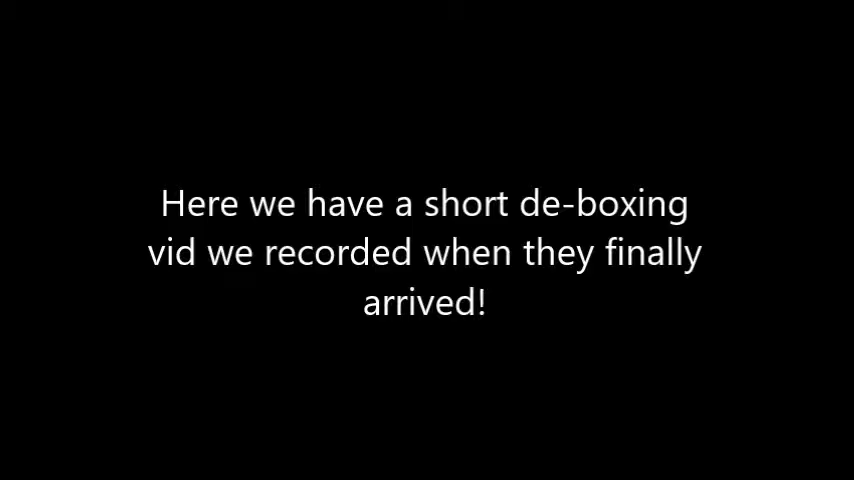 Here we have a short de-boxing
vid we recorded when they finally
arrived!